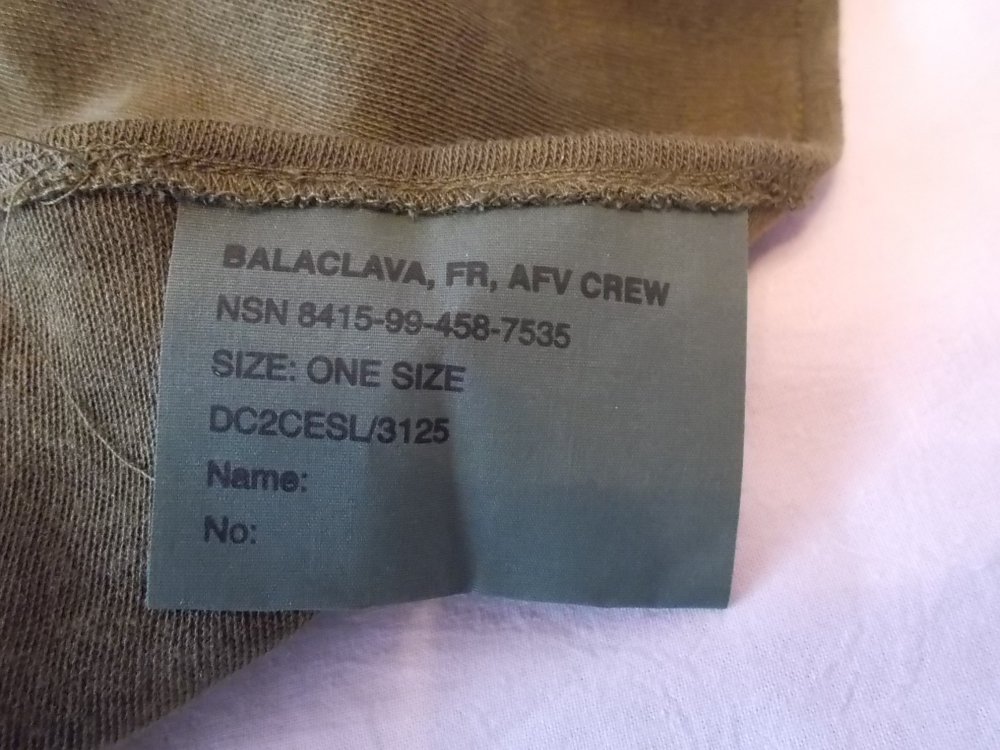 BALACLAVA, FR, AFV CREW
NSN 8415-99-458-7535
SIZE: ONE SIZE
DC2CESL/3125
Name:
No: